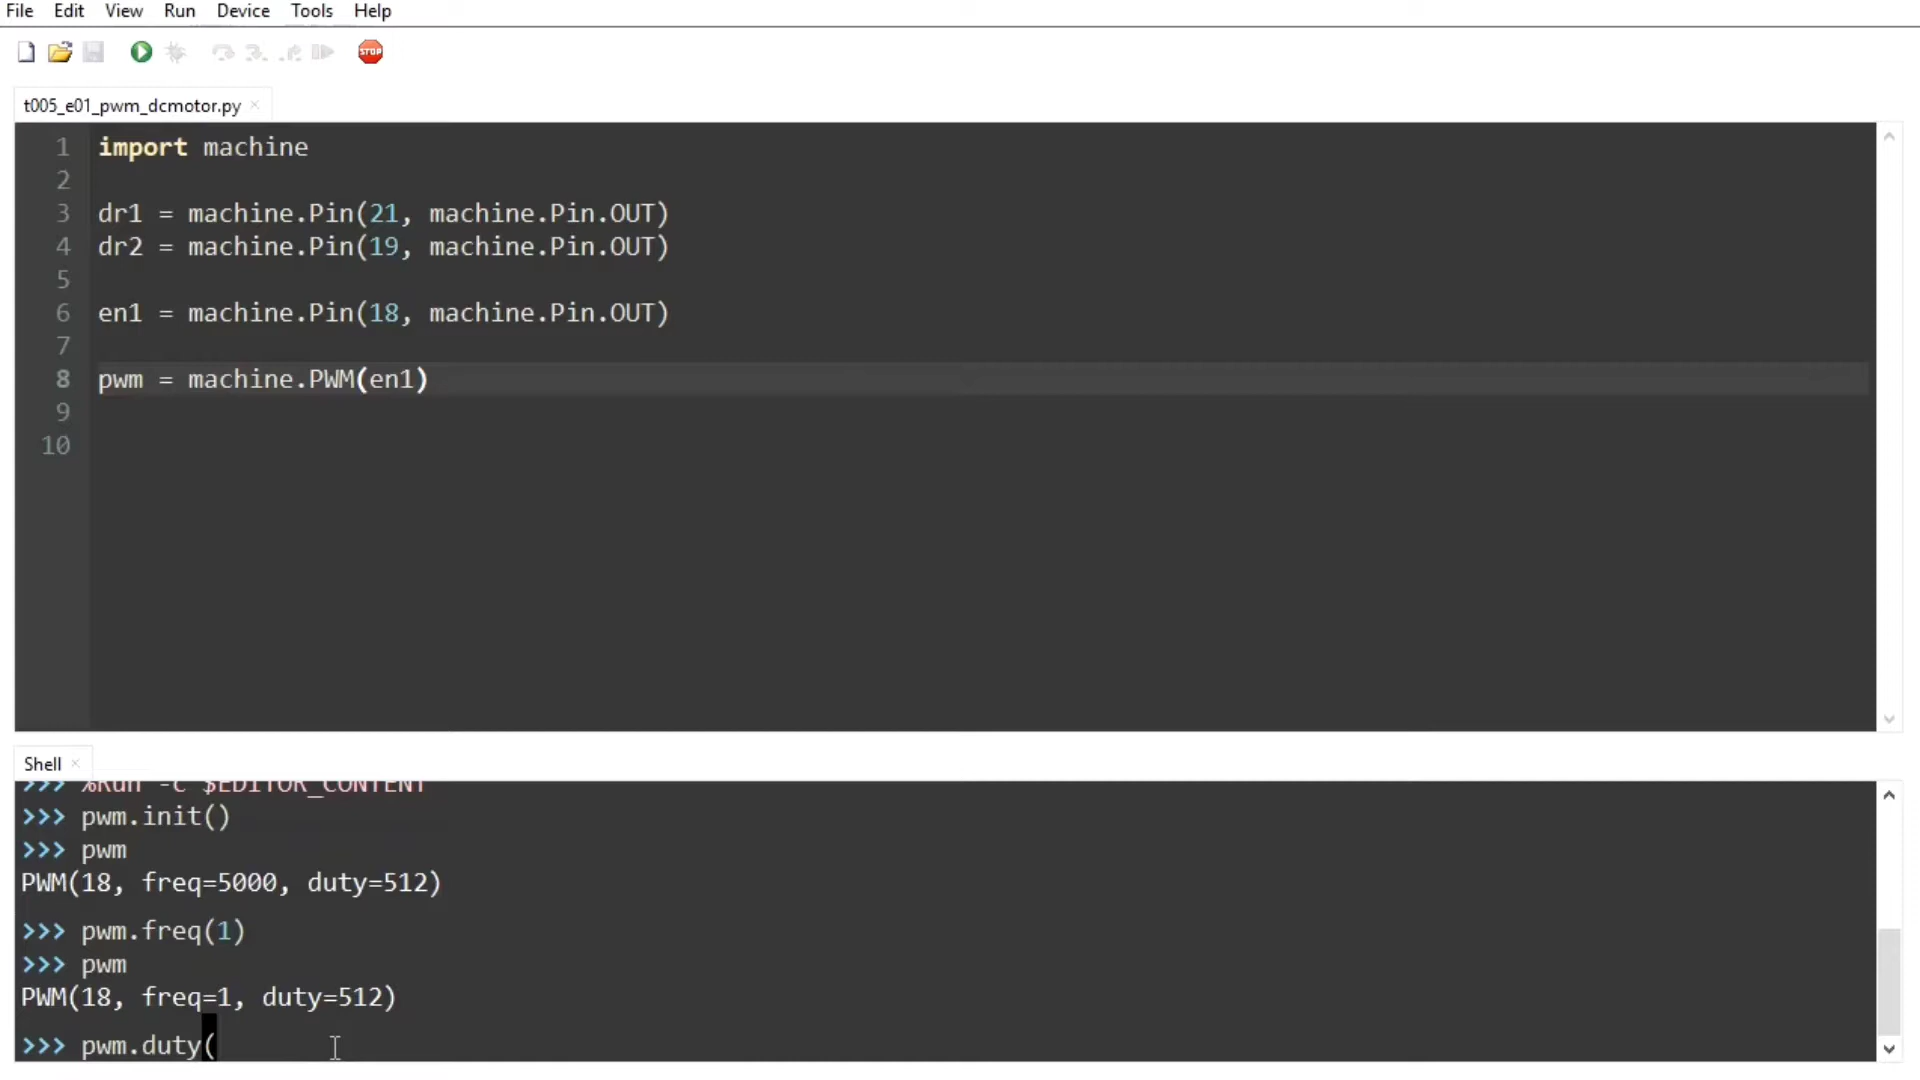 File Edit View Run Device Tools Help
STOP
t005_e01_pwm_dcmotor.py
1 import machine
2
3 dr1 = machine.Pin(21, machine.Pin.OUT)
4 dr2 = machine.Pin(19, machine.Pin.OUT)
5
6 en1 = machine.Pin(18, machine.Pin.OUT)
7
8 pwm = machine.PWM(en1)
9
10
Shell
>>> %Run -c $EDITOR_CONTENT
>>> pwm.init()
>>> pwm
PWM(18, freq=5000, duty=512)
>>> pwm.freq(1)
>>> pwm
PWM(18, freq=1, duty=512)
>>> pwm.duty(